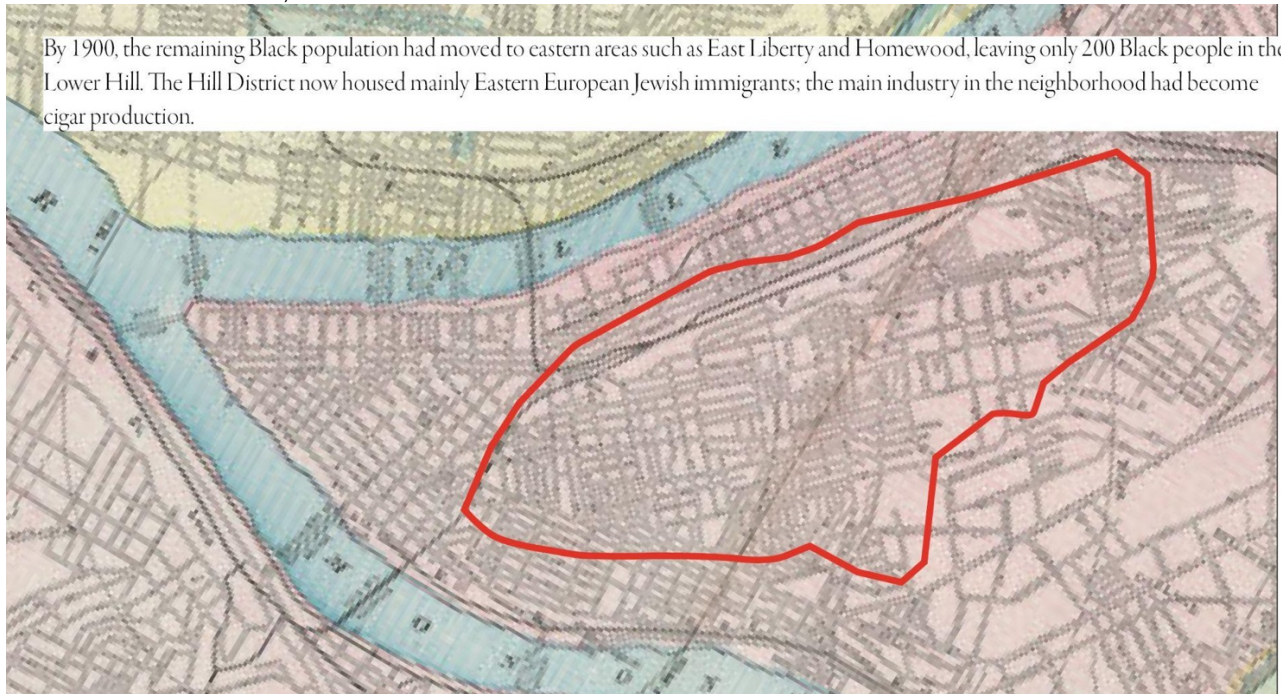 By 1900, the remaining Black population had moved to eastern areas such as East Liberty and Homewood, leaving only 200 Black people in the
Lower Hill. The Hill District now housed mainly Eastern European Jewish immigrants; the main industry in the neighborhood had become
cigar production.